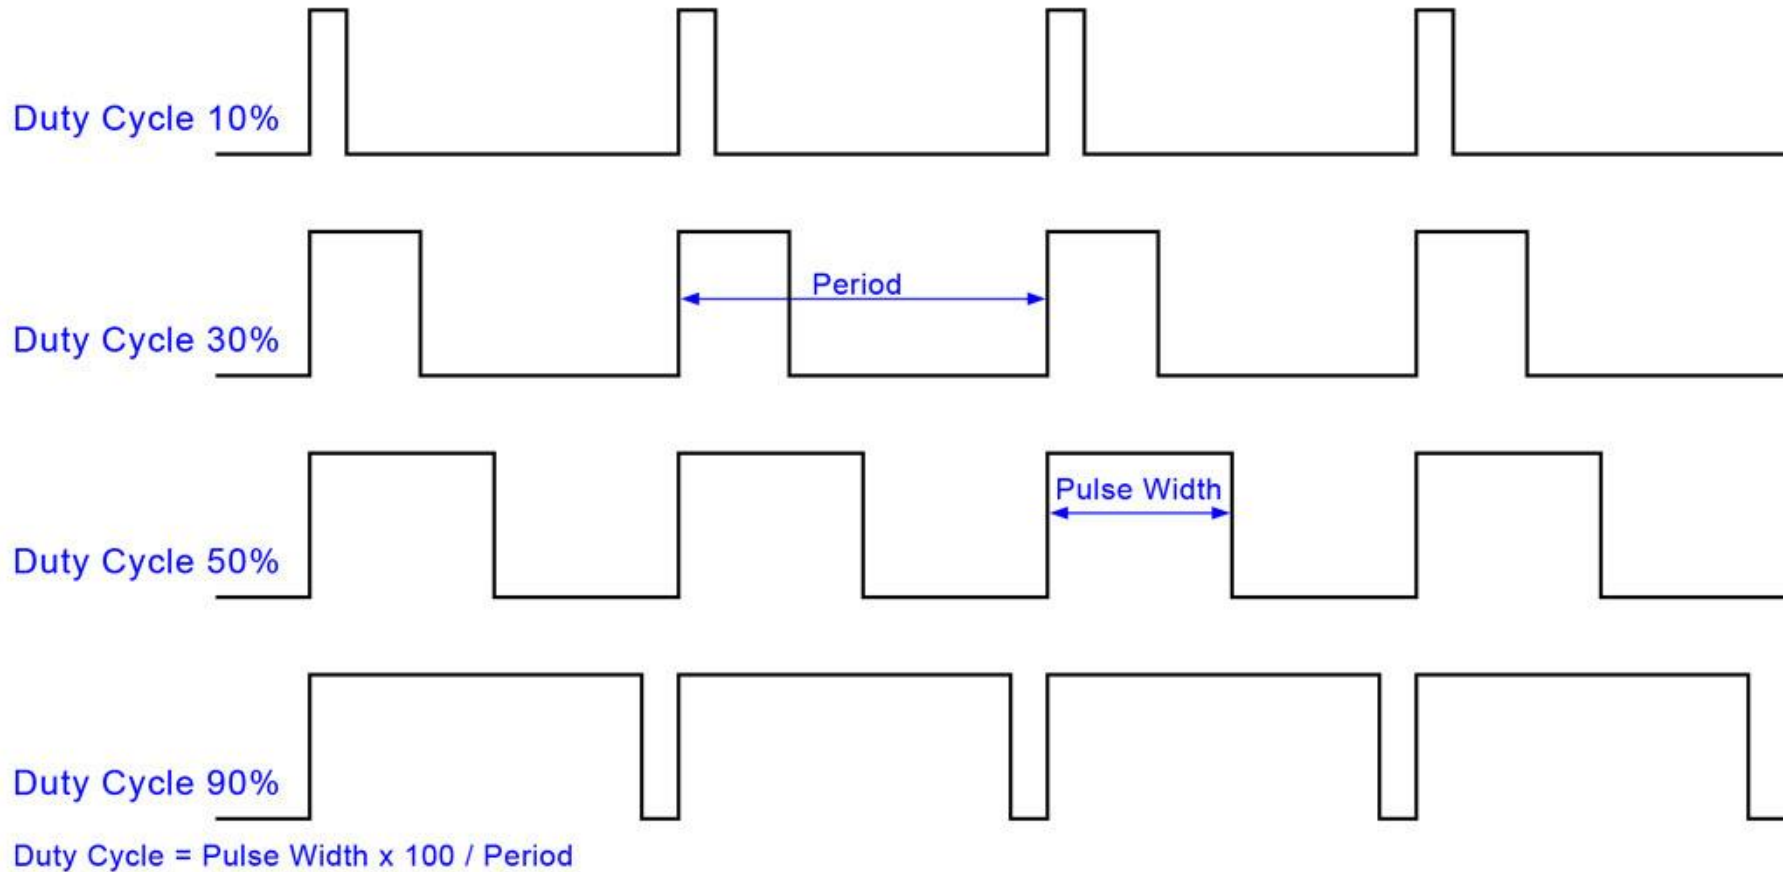 Duty Cycle 10%
Period
Duty Cycle 30%
Pulse Width
Duty Cycle 50%
Duty Cycle 90%
Duty Cycle = Pulse Width x 100 / Period